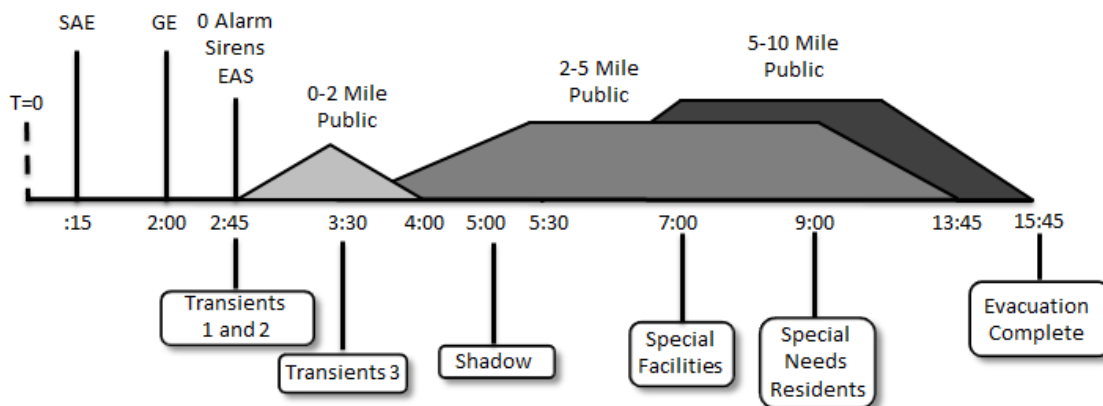 SAE
GE
0 Alarm
Sirens
EAS
T=0
0-2 Mile
Public
2-5 Mile
Public
5-10 Mile
Public
:15
2:00
2:45
3:30
4:00
5:00
5:30
7:00
9:00
13:45
15:45
Transients
1 and 2
Transients 3
Shadow
Special
Facilities
Special
Needs
Residents
Evacuation
Complete